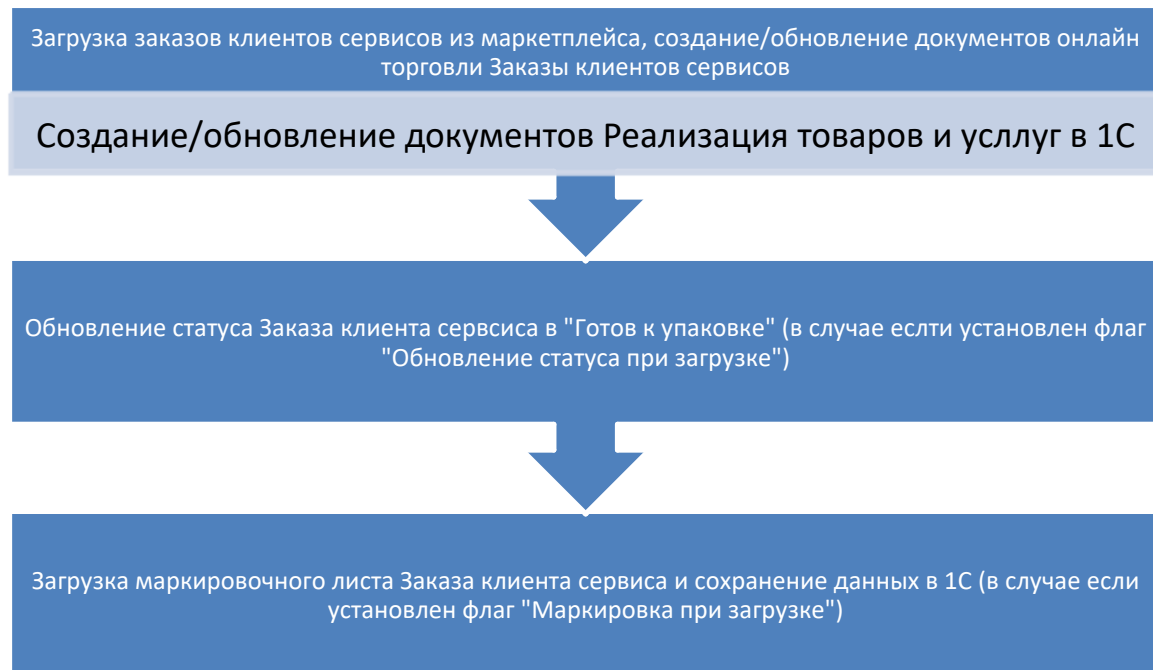 Загрузка заказов клиентов сервисов из маркетплейса, создание/обновление документов онлайн
торговли Заказы клиентов сервисов
Создание/обновление документов Реализация товаров и усллуг в 1С
Обновление статуса Заказа клиента сервсиса в "Готов к упаковке" (в случае еслти установлен флаг
"Обновление статуса при загрузке")
Загрузка маркировочного листа Заказа клиента сервиса и сохранение данных в 1С (в случае если
установлен флаг "Маркировка при загрузке")